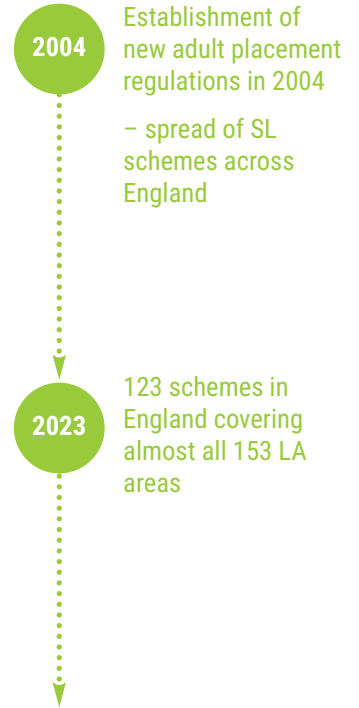 2004
Establishment of
new adult placement
regulations in 2004
– spread of SL
schemes across
England
2023
123 schemes in
England covering
almost all 153 LA
areas